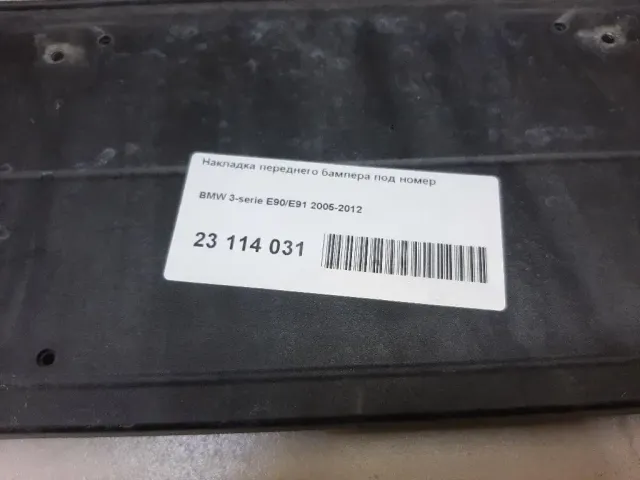 Накладка переднего бампера под номер
BMW 3-serie E90/E91 2005-2012
23 114 031